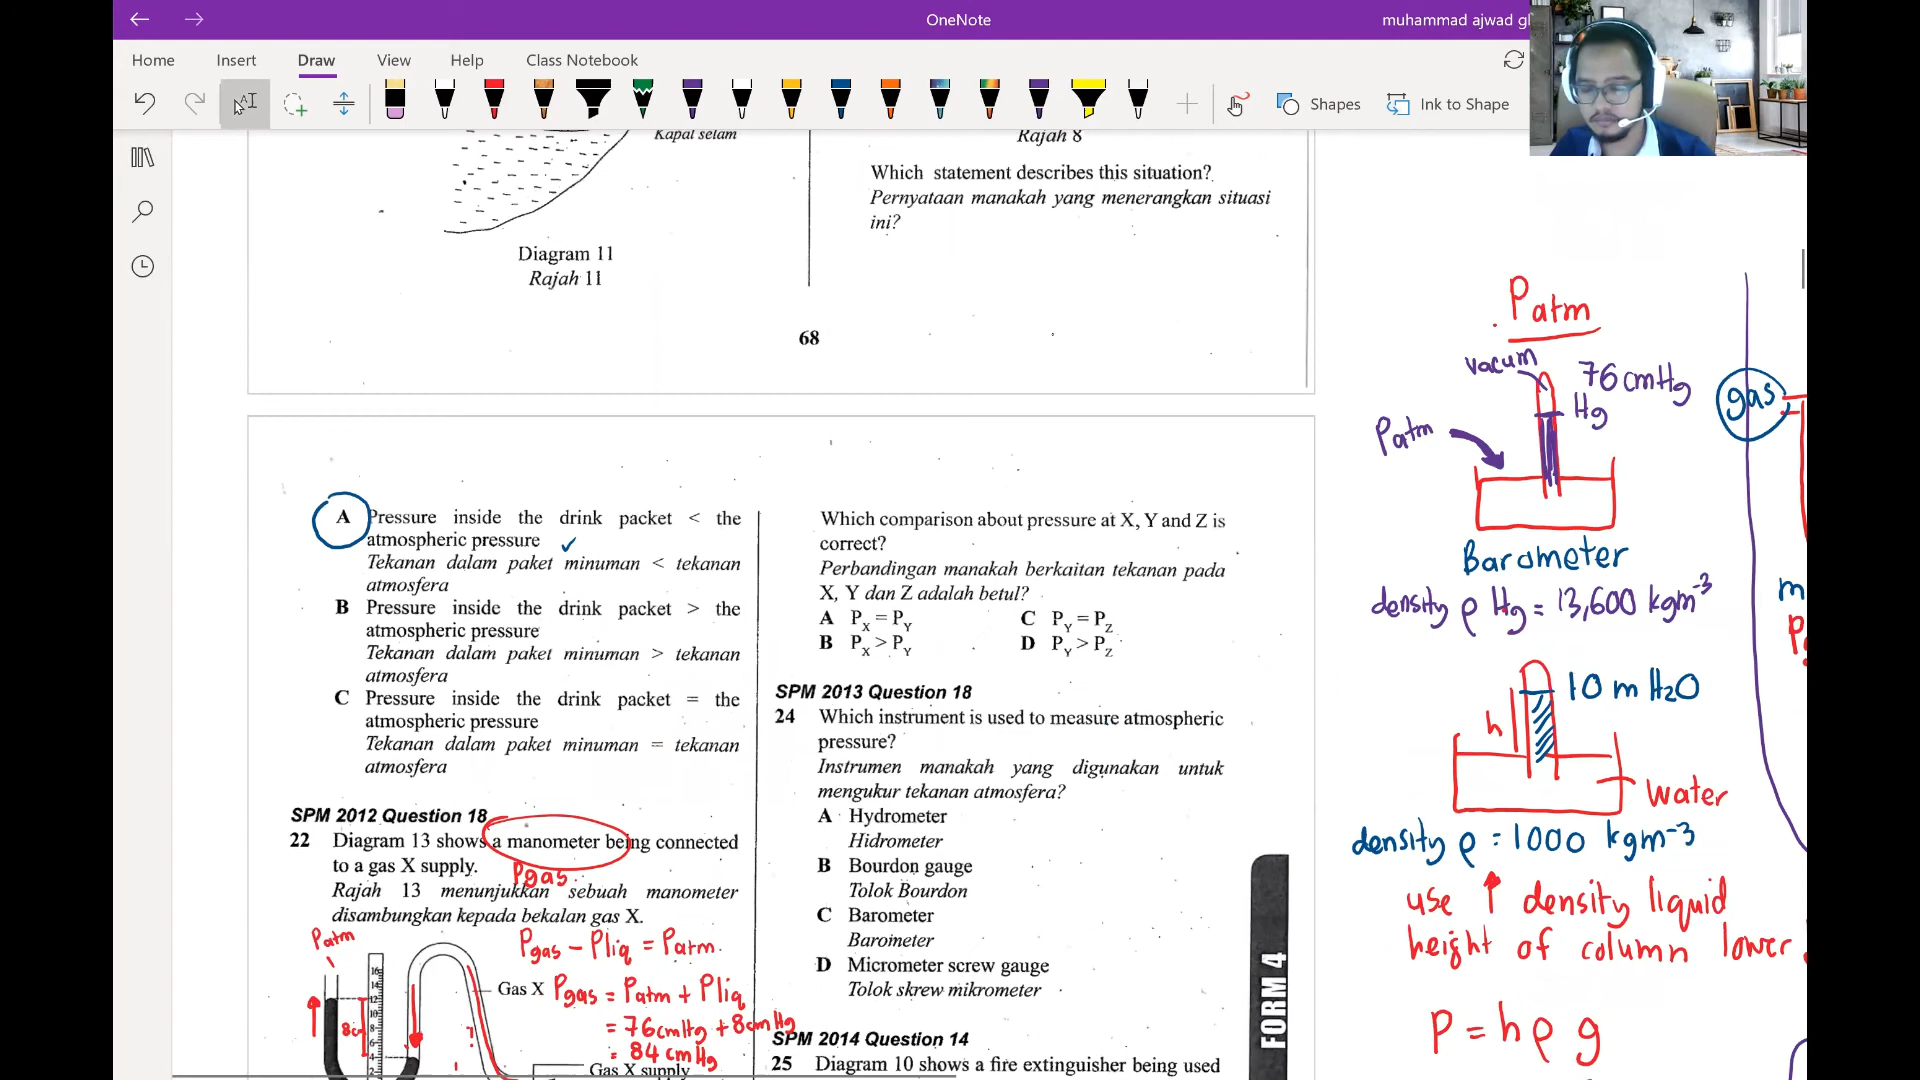 OneNote
muhammad ajwad gh
Home
Insert
Draw
View
Help
Class Notebook
Shapes
Ink to Shape
Kapal selam
Diagram 11
Rajah 11
Rajah 8
Which statement describes this situation?
Pernyataan manakah yang menerangkan situasi
ini?
68
A Pressure inside the drink packet < the
atmospheric pressure
Tekanan dalam paket minuman < tekanan
atmosfera
B Pressure inside the drink packet > the
atmospheric pressure
Tekanan dalam paket minuman > tekanan
atmosfera
C Pressure inside the drink packet = the
atmospheric pressure
Tekanan dalam paket minuman = tekanan
atmosfera
SPM 2012 Question 18
22 Diagram 13 shows a manometer being connected
to a gas X supply.
Pgas
Rajah 13 menunjukkan sebuah manometer
disambungkan kepada bekalan gas X.
Patm
Pgas - Pliq = Patm
Gas X
Pgas = Patm + Pliq
= 76cmHg + 8cmHg
= 84 cmHg
16
12
10
8
4
2
8cm
?
Gas X supply
Which comparison about pressure at X, Y and Z is
correct?
Perbandingan manakah berkaitan tekanan pada
X, Y dan Z adalah betul?
A PX = PY
C PY = PZ
B PX > PY
D PY > PZ
SPM 2013 Question 18
24 Which instrument is used to measure atmospheric
pressure?
Instrumen manakah yang digunakan untuk
mengukur tekanan atmosfera?
A Hydrometer
Hidrometer
B Bourdon gauge
Tolok Bourdon
C Barometer
Barometer
D Micrometer screw gauge
Tolok skrew mikrometer
SPM 2014 Question 14
25 Diagram 10 shows a fire extinguisher being used
FORM 4
Patm
vacum
76cmHg
Hg
Patm
gas
Barometer
density ρ Hg = 13,600 kgm-3
10 m H2O
h
water
density ρ = 1000 kgm-3
use ↑ density liquid
height of column lower.
P = hρg
m
P